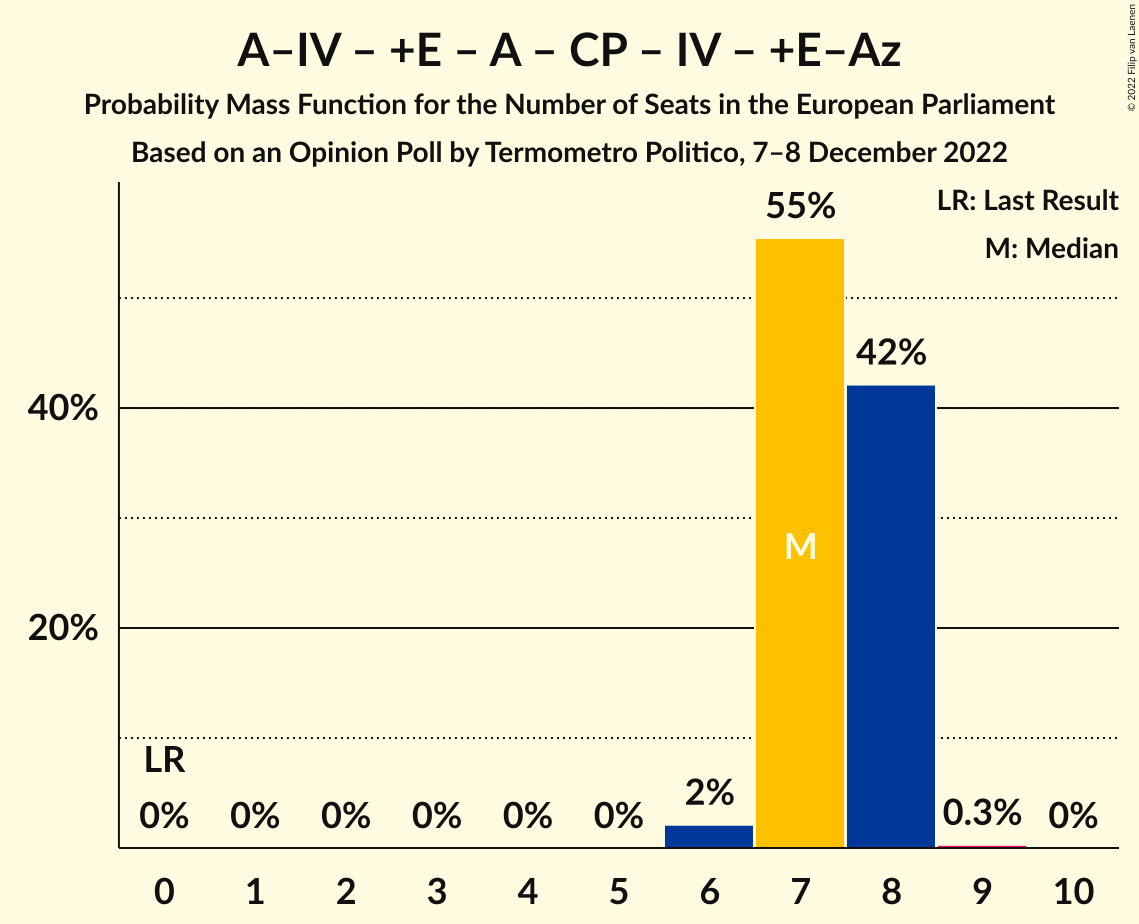 A–IV – +E – A – CP – IV – +E–Az
Probability Mass Function for the Number of Seats in the European Parliament
Based on an Opinion Poll by Termometro Politico, 7–8 December 2022
© 2022 Filip van Laenen
LR: Last Result
M: Median
55%
42%
40%
M
20%
LR
0% 0% 0% 0% 0% 0% 2% 0.3% 0%
0 1 2 3 4 5 6 7 8 9 10